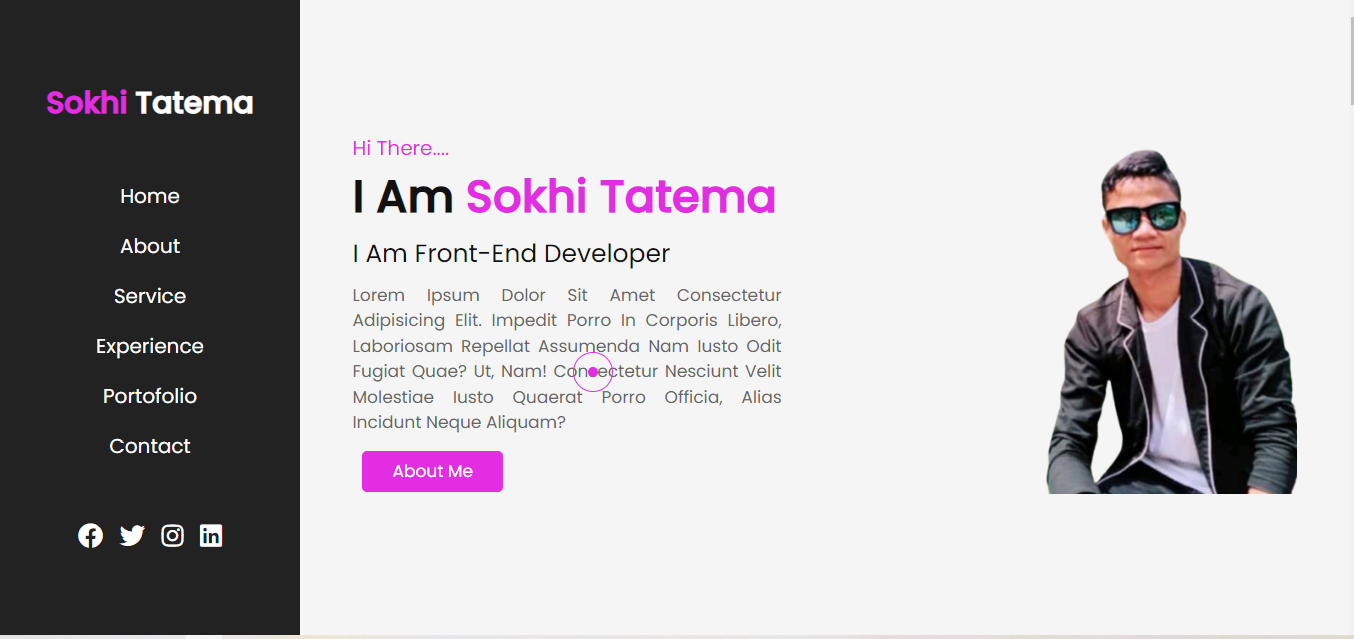 Sokhi Tatema
Home
About
Service
Experience
Portofolio
Contact
Hi There....
I Am Sokhi Tatema
I Am Front-End Developer
Lorem Ipsum Dolor Sit Amet Consectetur
Adipisicing Elit. Impedit Porro In Corporis Libero,
Laboriosam Repellat Assumenda Nam Iusto Odit
Fugiat Quae? Ut, Nam! Consectetur Nesciunt Velit
Molestiae Iusto Quaerat Porro Officia, Alias
Incidunt Neque Aliquam?
About Me